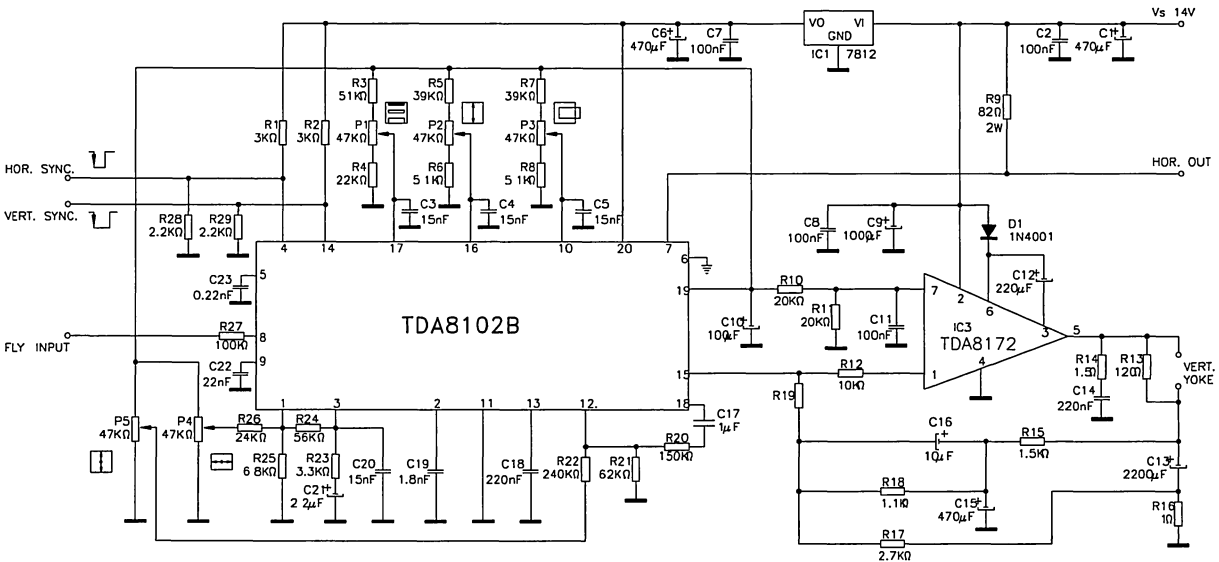 Vs 14V
C6 + 470µF
C7 100nF
VO VI
GND
IC1 7812
C2 100nF
C1 + 470µF
R3 51KΩ
R5 39KΩ
R7 39KΩ
R9 82Ω 2W
R1 3KΩ
R2 3KΩ
P1 47KΩ
P2 47KΩ
P3 47KΩ
HOR. SYNC.
R4 22KΩ
R6 5 1KΩ
R8 5 1KΩ
HOR. OUT
VERT. SYNC.
R28 2.2KΩ
R29 2.2KΩ
C3 15nF
C4 15nF
C5 15nF
C8 100nF
C9 + 100µF
D1 1N4001
4 14 17 16 10 20 7
5
6
C23 0.22nF
19
R10 20KΩ
C12 + 220µF
7 2 6
TDA8102B
C10 + 100µF
R11 20KΩ
C11 100nF
IC3
TDA8172
3 5
FLY INPUT
R27 100KΩ
8
9
C22 22nF
15
R12 10KΩ
1
4
R14 1.5Ω
R13 120Ω
VERT. YOKE
C14 220nF
R19
1 3 2 11 13 12. 18
P5 47KΩ
P4 47KΩ
R26 24KΩ
R24 56KΩ
C17 1µF
R20 150KΩ
C16 + 10µF
R15 1.5KΩ
R25 6 8KΩ
R23 3.3KΩ
C20 15nF
C19 1.8nF
C18 220nF
R22 240KΩ
R21 62KΩ
C13 + 2200µF
C21 + 2 2µF
R18 1.1KΩ
C15 + 470µF
R16 1Ω
R17 2.7KΩ